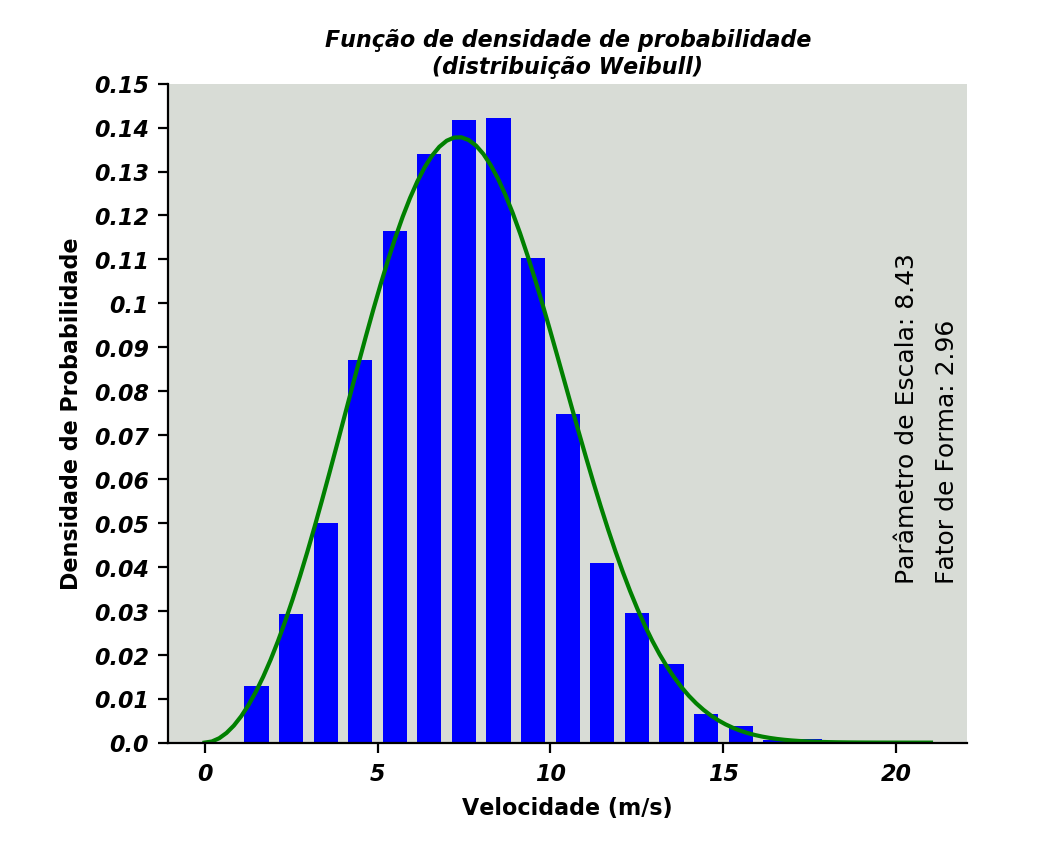 Função de densidade de probabilidade
(distribuição Weibull)
0.15
0.14
0.13
0.12
0.11
0.1
0.09
0.08
0.07
0.06
0.05
0.04
0.03
0.02
0.01
0.0
Densidade de Probabilidade
Parâmetro de Escala: 8.43
Fator de Forma: 2.96
0 5 10 15 20
Velocidade (m/s)